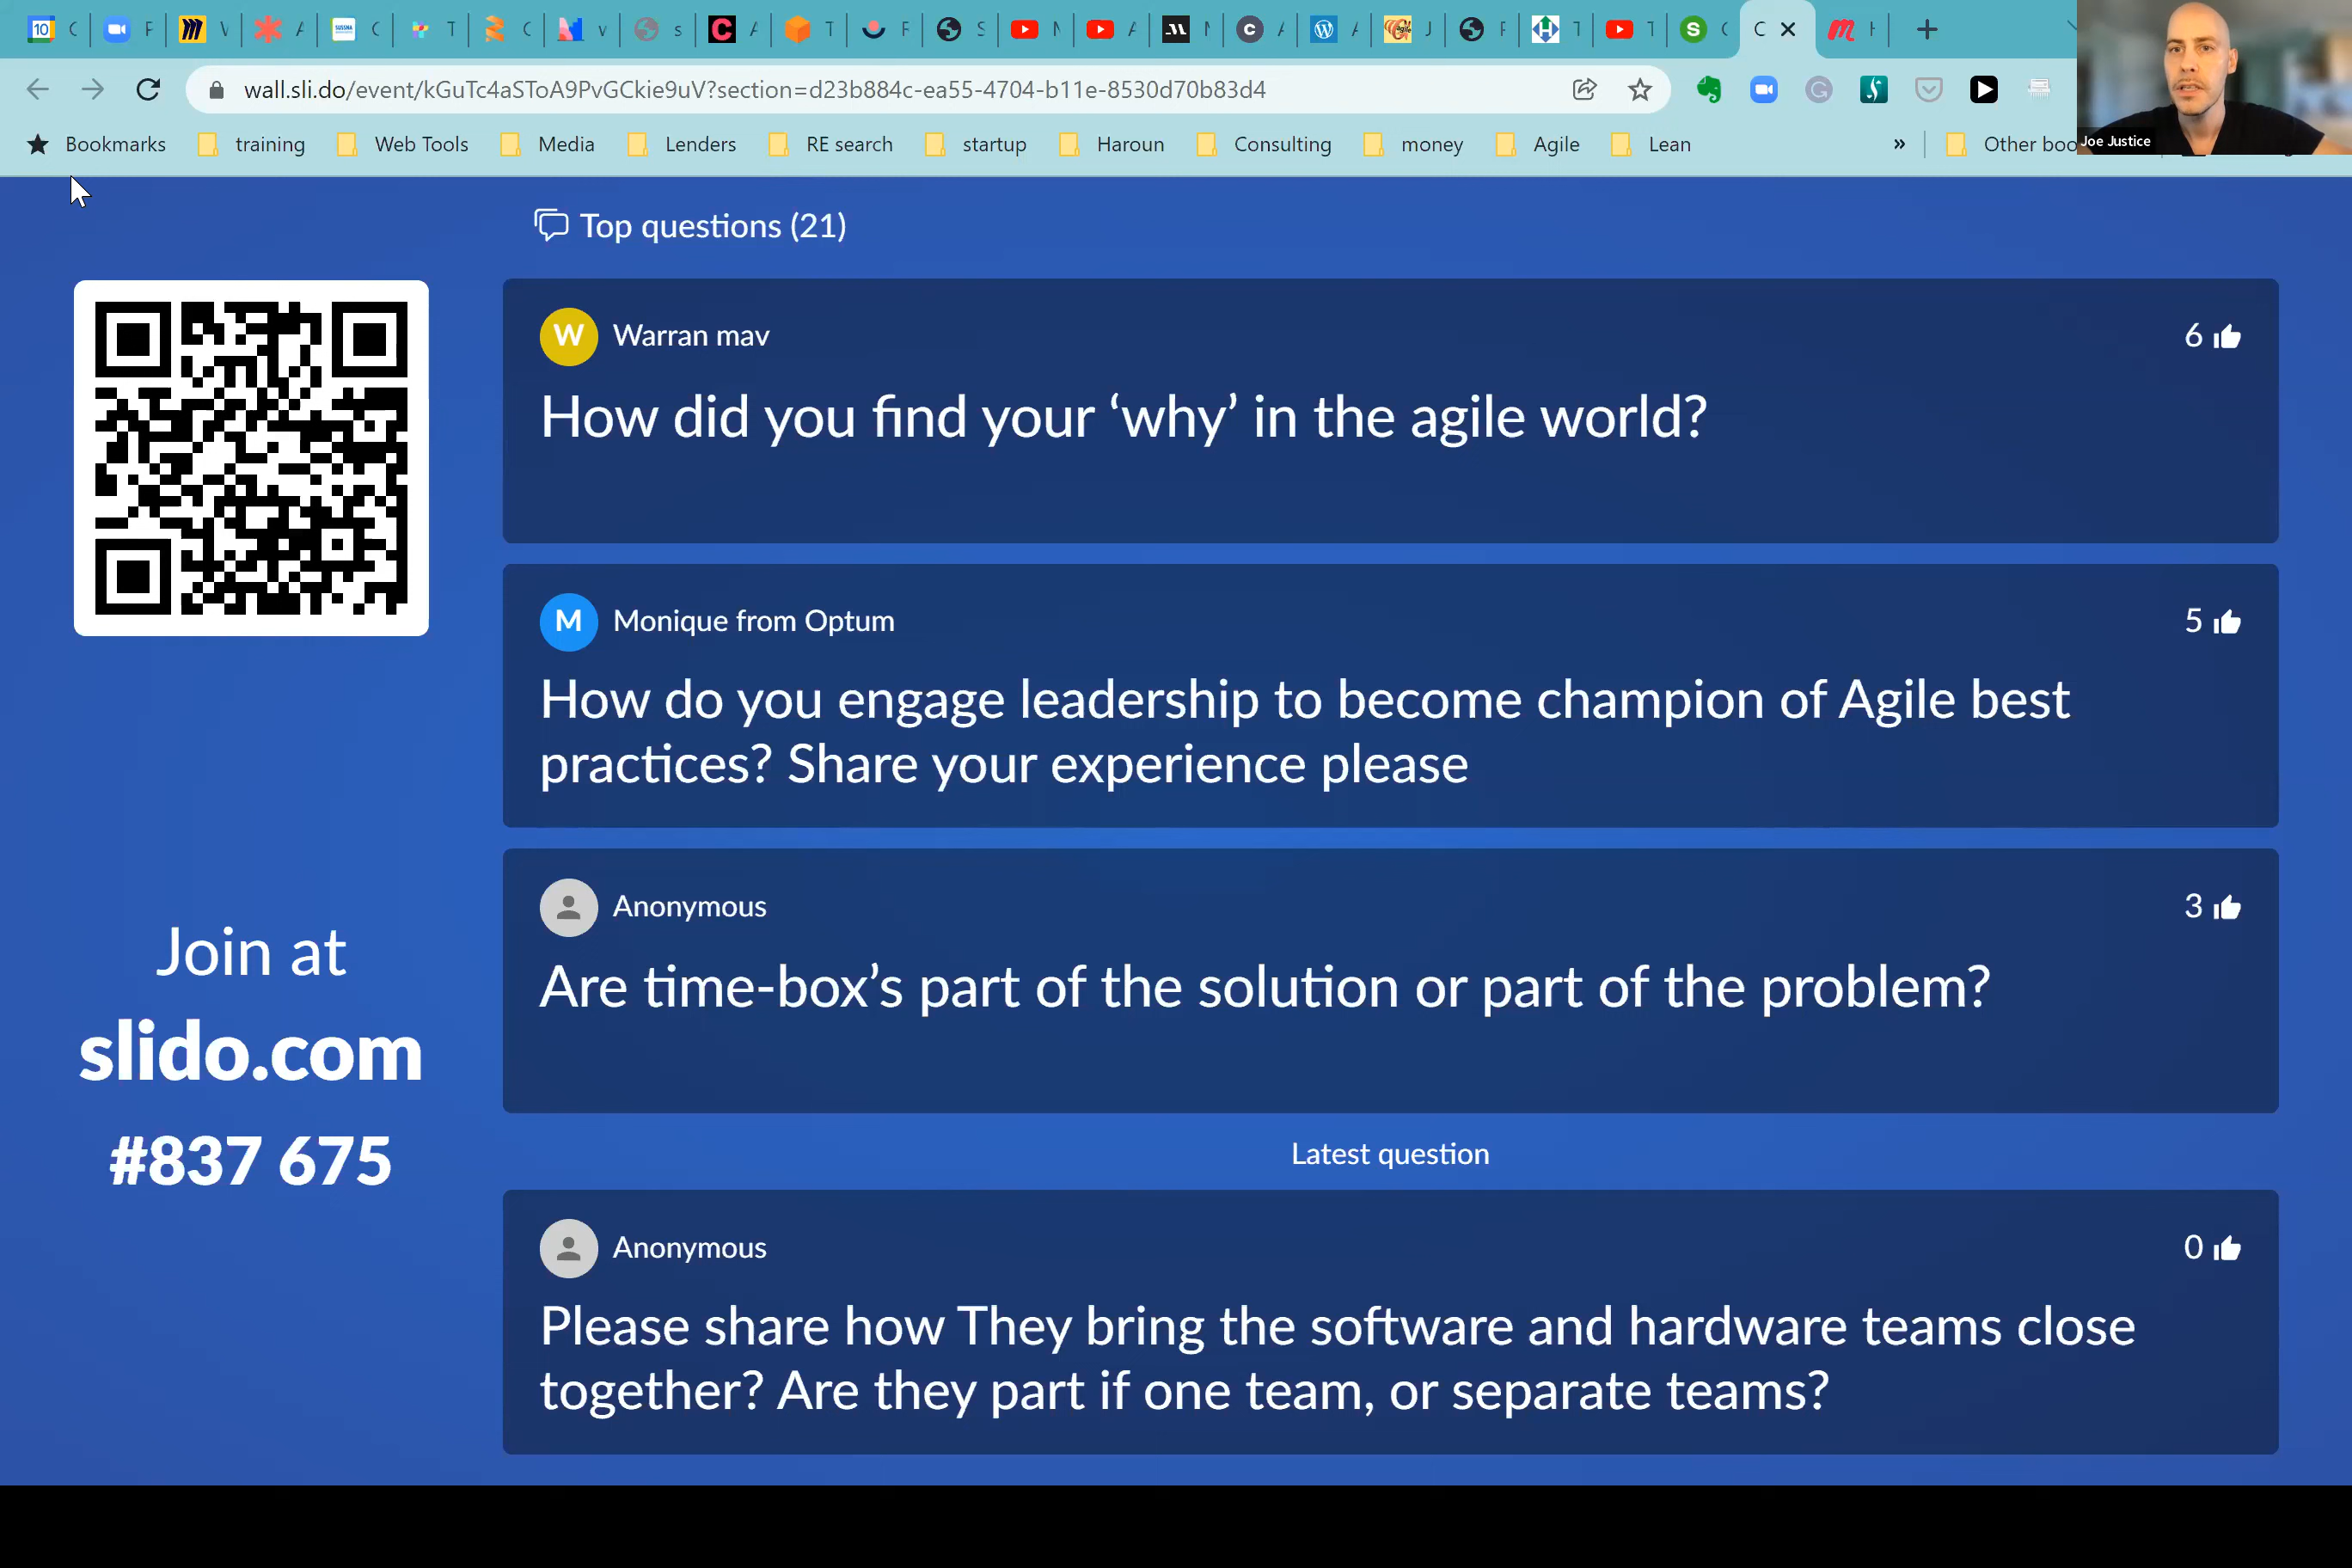 10
wall.sli.do/event/kGuTc4aSToA9PvGCkie9uV?section=d23b884c-ea55-4704-b11e-8530d70b83d4
Bookmarks training Web Tools Media Lenders RE search startup Haroun Consulting money Agile Lean » Other boo
Joe Justice
Top questions (21)
W Warran mav 6
How did you find your ‘why’ in the agile world?
M Monique from Optum 5
How do you engage leadership to become champion of Agile best
practices? Share your experience please
Anonymous 3
Are time-box’s part of the solution or part of the problem?
Join at
slido.com
#837 675
Latest question
Anonymous 0
Please share how They bring the software and hardware teams close
together? Are they part if one team, or separate teams?